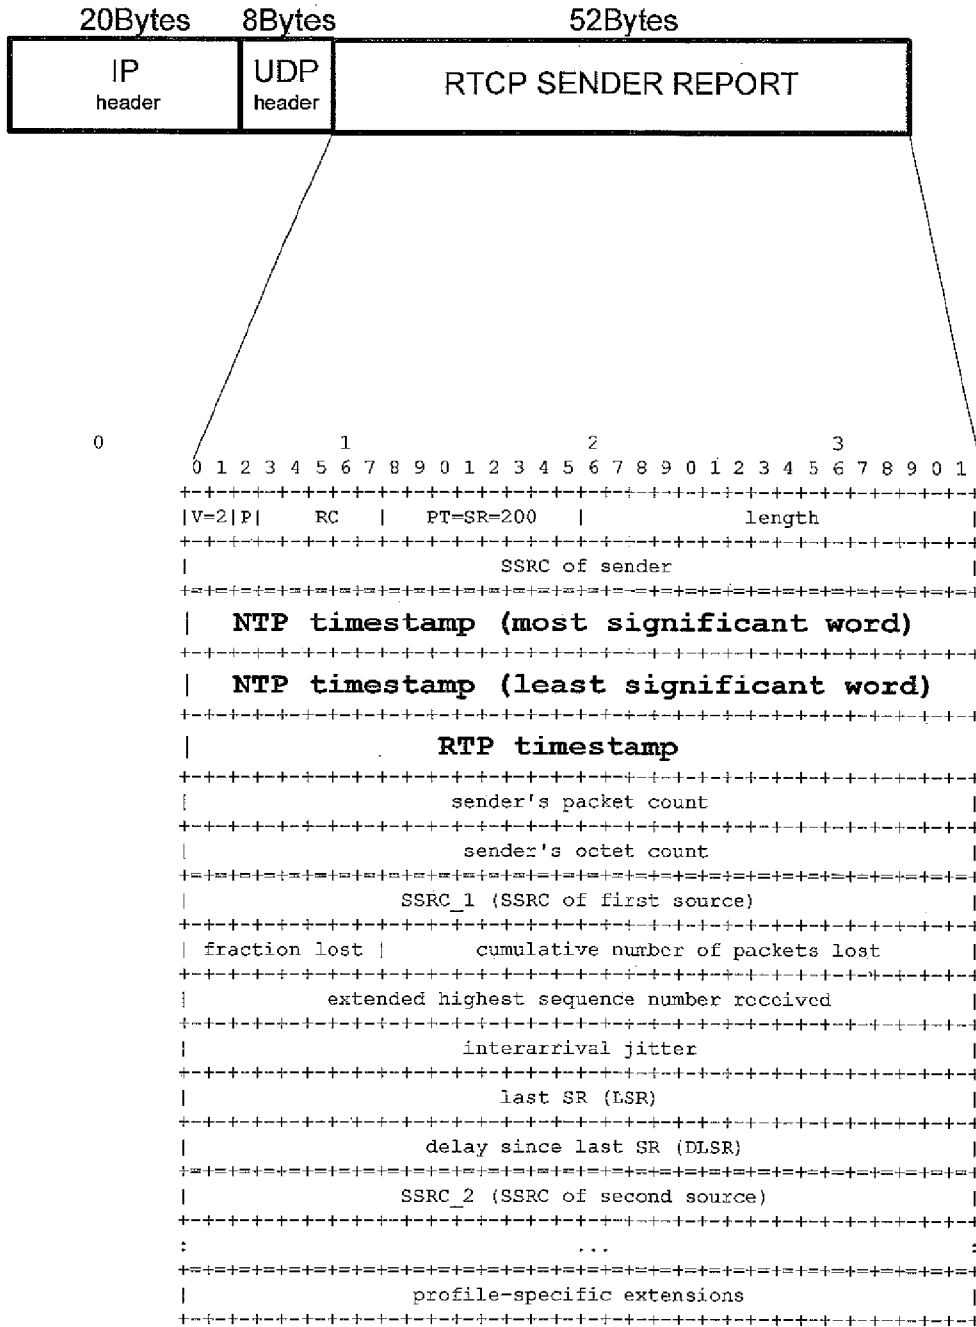 20Bytes 8Bytes 52Bytes
IP UDP RTCP SENDER REPORT
header header
0 1 2 3
0 1 2 3 4 5 6 7 8 9 0 1 2 3 4 5 6 7 8 9 0 1 2 3 4 5 6 7 8 9 0 1
+-+-+-+-+-+-+-+-+-+-+-+-+-+-+-+-+-+-+-+-+-+-+-+-+-+-+-+-+-+-+-+-+
|V=2|P| RC | PT=SR=200 | length |
+-+-+-+-+-+-+-+-+-+-+-+-+-+-+-+-+-+-+-+-+-+-+-+-+-+-+-+-+-+-+-+-+
| SSRC of sender |
+=+=+=+=+=+=+=+=+=+=+=+=+=+=+=+=+=+=+=+=+=+=+=+=+=+=+=+=+=+=+=+=+
| NTP timestamp (most significant word)
+-+-+-+-+-+-+-+-+-+-+-+-+-+-+-+-+-+-+-+-+-+-+-+-+-+-+-+-+-+-+-+-+
| NTP timestamp (least significant word)
+-+-+-+-+-+-+-+-+-+-+-+-+-+-+-+-+-+-+-+-+-+-+-+-+-+-+-+-+-+-+-+-+
| RTP timestamp
+-+-+-+-+-+-+-+-+-+-+-+-+-+-+-+-+-+-+-+-+-+-+-+-+-+-+-+-+-+-+-+-+
| sender's packet count |
+-+-+-+-+-+-+-+-+-+-+-+-+-+-+-+-+-+-+-+-+-+-+-+-+-+-+-+-+-+-+-+-+
| sender's octet count |
+=+=+=+=+=+=+=+=+=+=+=+=+=+=+=+=+=+=+=+=+=+=+=+=+=+=+=+=+=+=+=+=+
| SSRC_1 (SSRC of first source) |
+-+-+-+-+-+-+-+-+-+-+-+-+-+-+-+-+-+-+-+-+-+-+-+-+-+-+-+-+-+-+-+-+
| fraction lost | cumulative number of packets lost |
+-+-+-+-+-+-+-+-+-+-+-+-+-+-+-+-+-+-+-+-+-+-+-+-+-+-+-+-+-+-+-+-+
| extended highest sequence number received |
+-+-+-+-+-+-+-+-+-+-+-+-+-+-+-+-+-+-+-+-+-+-+-+-+-+-+-+-+-+-+-+-+
| interarrival jitter |
+-+-+-+-+-+-+-+-+-+-+-+-+-+-+-+-+-+-+-+-+-+-+-+-+-+-+-+-+-+-+-+-+
| last SR (LSR) |
+-+-+-+-+-+-+-+-+-+-+-+-+-+-+-+-+-+-+-+-+-+-+-+-+-+-+-+-+-+-+-+-+
| delay since last SR (DLSR) |
+=+=+=+=+=+=+=+=+=+=+=+=+=+=+=+=+=+=+=+=+=+=+=+=+=+=+=+=+=+=+=+=+
| SSRC_2 (SSRC of second source) |
+-+-+-+-+-+-+-+-+-+-+-+-+-+-+-+-+-+-+-+-+-+-+-+-+-+-+-+-+-+-+-+-+
: ... :
+=+=+=+=+=+=+=+=+=+=+=+=+=+=+=+=+=+=+=+=+=+=+=+=+=+=+=+=+=+=+=+=+
| profile-specific extensions |
+-+-+-+-+-+-+-+-+-+-+-+-+-+-+-+-+-+-+-+-+-+-+-+-+-+-+-+-+-+-+-+-+